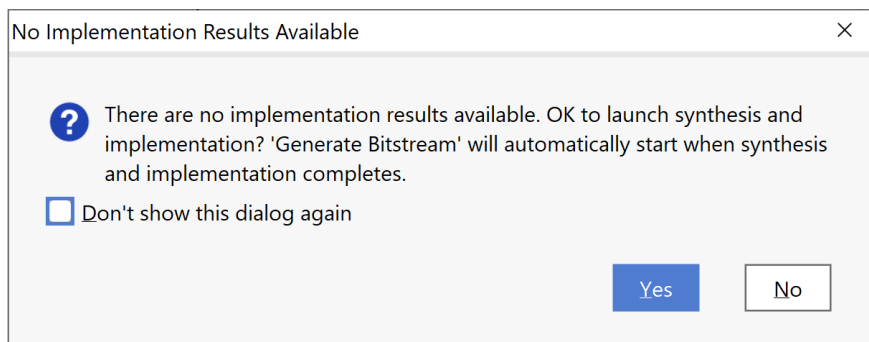 No Implementation Results Available
There are no implementation results available. OK to launch synthesis and
implementation? 'Generate Bitstream' will automatically start when synthesis
and implementation completes.
Don't show this dialog again
Yes No